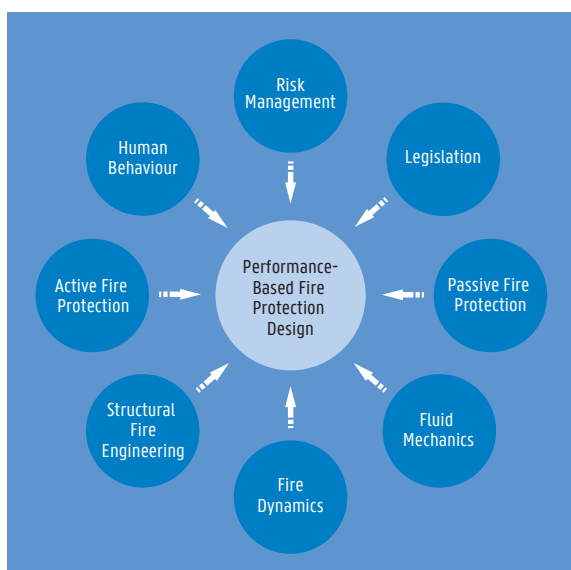 Risk
Management
Human
Behaviour
Legislation
Performance-
Based Fire
Protection
Design
Active Fire
Protection
Passive Fire
Protection
Structural
Fire
Engineering
Fluid
Mechanics
Fire
Dynamics